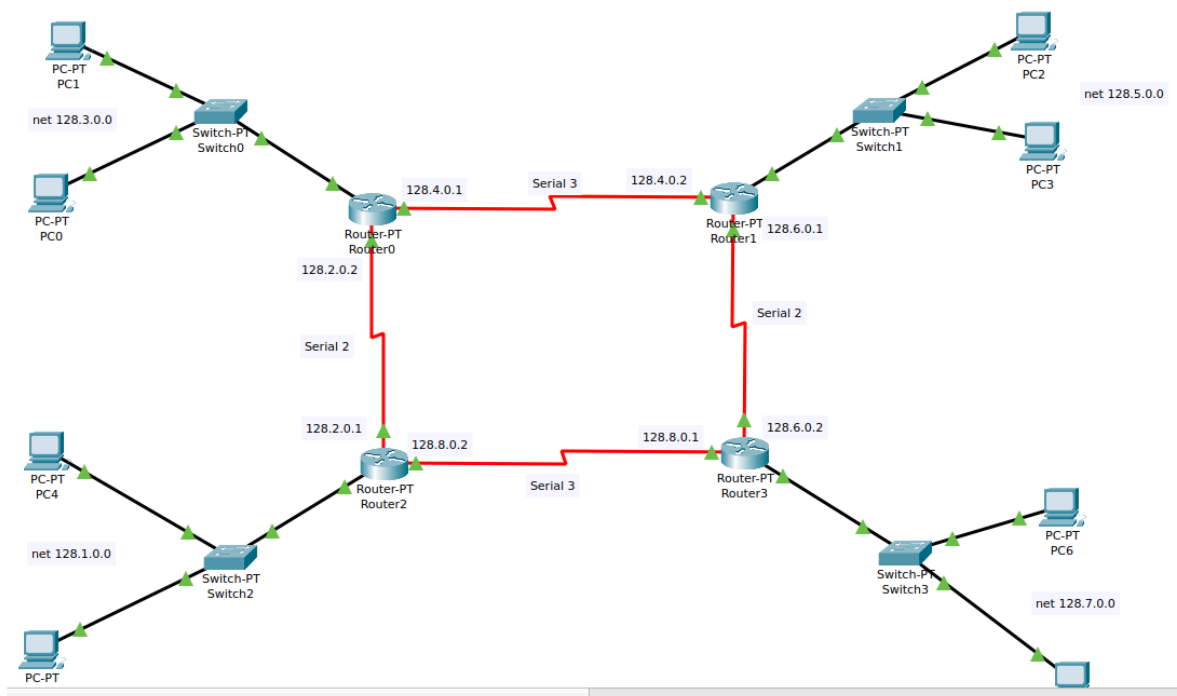 PC-PT
PC1
net 128.3.0.0
Switch-PT
Switch0
PC-PT
PC0
128.4.0.1
Serial 3
128.4.0.2
Router-PT
Router0
128.2.0.2
PC-PT
PC2
net 128.5.0.0
Switch-PT
Switch1
PC-PT
PC3
Router-PT
Router1
128.6.0.1
Serial 2
Serial 2
128.2.0.1
128.8.0.2
Router-PT
Router2
Serial 3
128.8.0.1
128.6.0.2
Router-PT
Router3
PC-PT
PC4
net 128.1.0.0
Switch-PT
Switch2
PC-PT
PC-PT
PC6
Switch-PT
Switch3
net 128.7.0.0